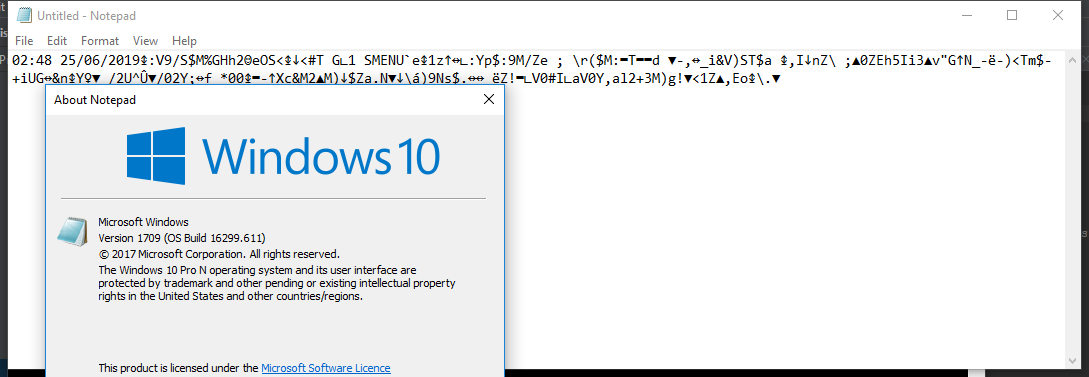 Untitled - Notepad
File Edit Format View Help
02:48 25/06/2019↨:V9/S$M%GHh2ΘeOS<↨↓<#T G∟1 SMENU`e↨1z↑↔∟:Yp$:9M/Ze ; \r($M:▬T▬▬d ▼-,↔_i&V)ST$a ↨,I↓nZ\ ;▲0ZEh5Ii3▲v"G↑N_-ë-)<Tm$-
+iUG↔&n↨Y♀▼ /2U^Û▼/02Y;↔f *00↨▬-↑Xc&M2▲M)↓$Za.N▼↓\á)9Ns$.↔↔ ëZ!▬∟V0#I∟aV0Y,al2+3M)g!▼<1Z▲,Eo↨\.▼
About Notepad
Windows 10
Microsoft Windows
Version 1709 (OS Build 16299.611)
© 2017 Microsoft Corporation. All rights reserved.
The Windows 10 Pro N operating system and its user interface are
protected by trademark and other pending or existing intellectual property
rights in the United States and other countries/regions.
This product is licensed under the Microsoft Software Licence